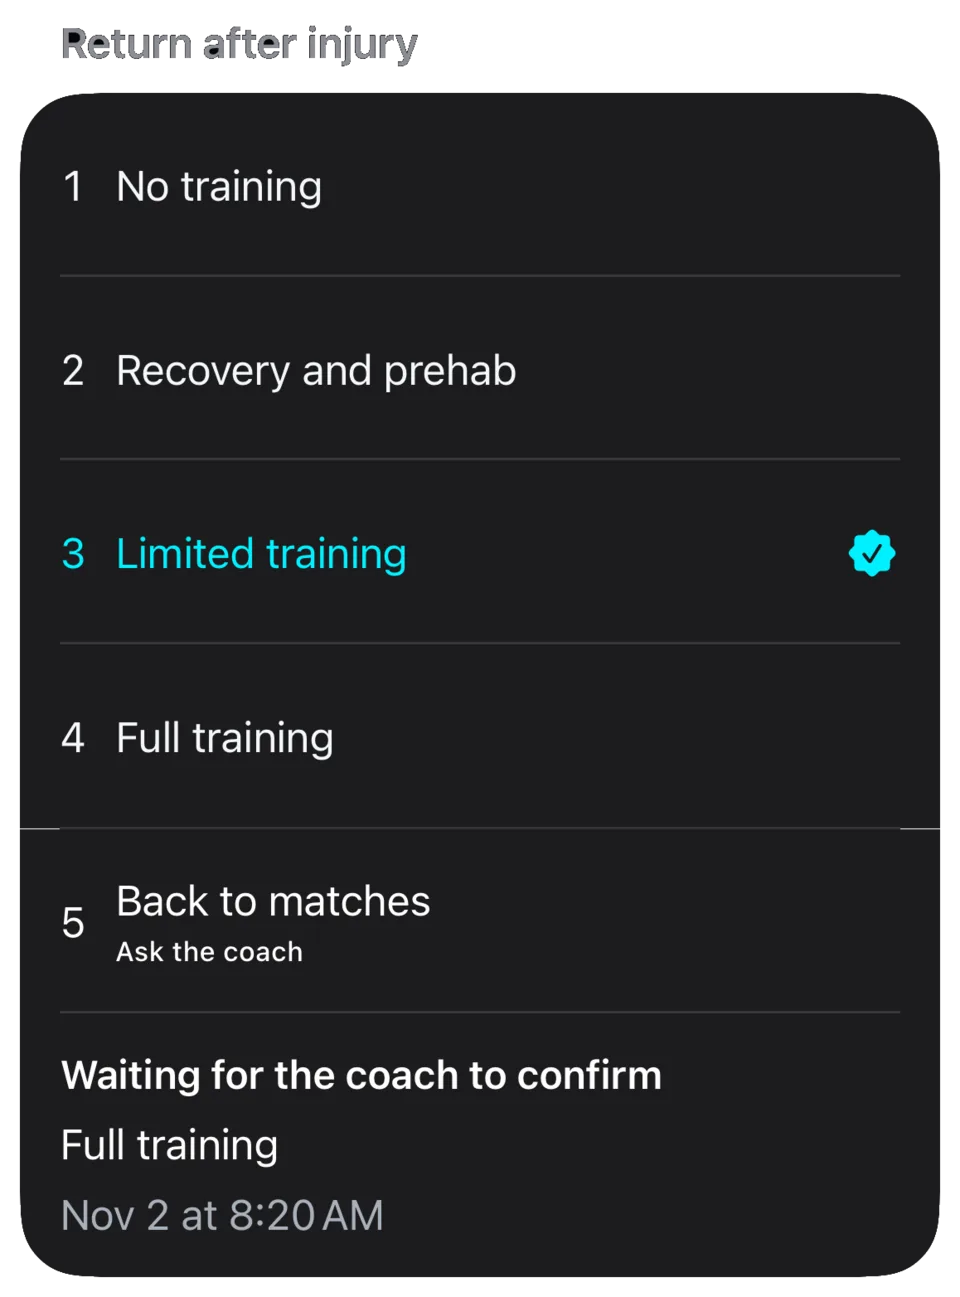 Return after injury
1 No training
2 Recovery and prehab
3 Limited training
4 Full training
5 Back to matches
Ask the coach
Waiting for the coach to confirm
Full training
Nov 2 at 8:20 AM